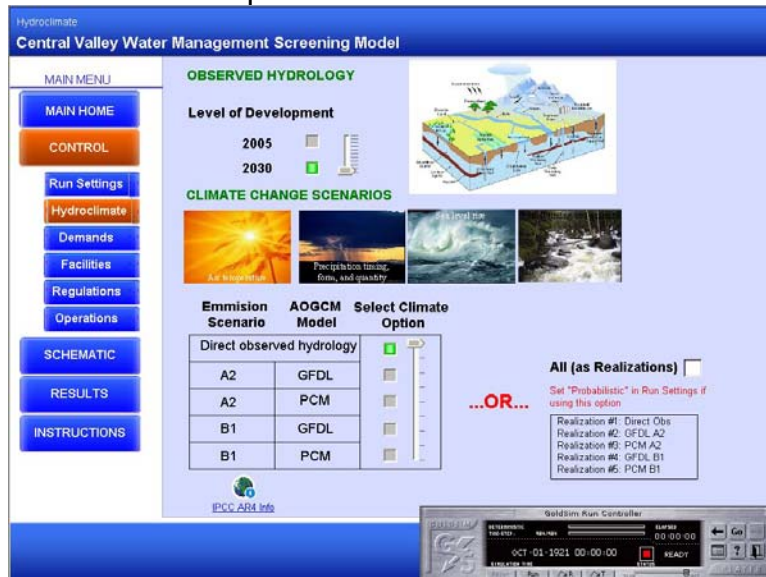 Hydroclimate
Central Valley Water Management Screening Model
MAIN MENU
MAIN HOME
CONTROL
Run Settings
Hydroclimate
Demands
Facilities
Regulations
Operations
SCHEMATIC
RESULTS
INSTRUCTIONS
OBSERVED HYDROLOGY
Level of Development
2005
2030
CLIMATE CHANGE SCENARIOS
Air temperature
Precipitation timing,
form, and quantity
Sea level rise
Emmision Scenario AOGCM Model Select Climate Option
Direct observed hydrology
A2 GFDL
A2 PCM
B1 GFDL
B1 PCM
IPCC AR4 Info
...OR...
All (as Realizations)
Set "Probabilistic" in Run Settings if
using this option
Realization #1: Direct Obs
Realization #2: GFDL A2
Realization #3: PCM A2
Realization #4: GFDL B1
Realization #5: PCM B1
GoldSim Run Controller
DETERMINISTIC
ELAPSED
00:00:00
OCT-01-1921 00:00:00
READY
SIMULATION TIME
STATUS
Go
?